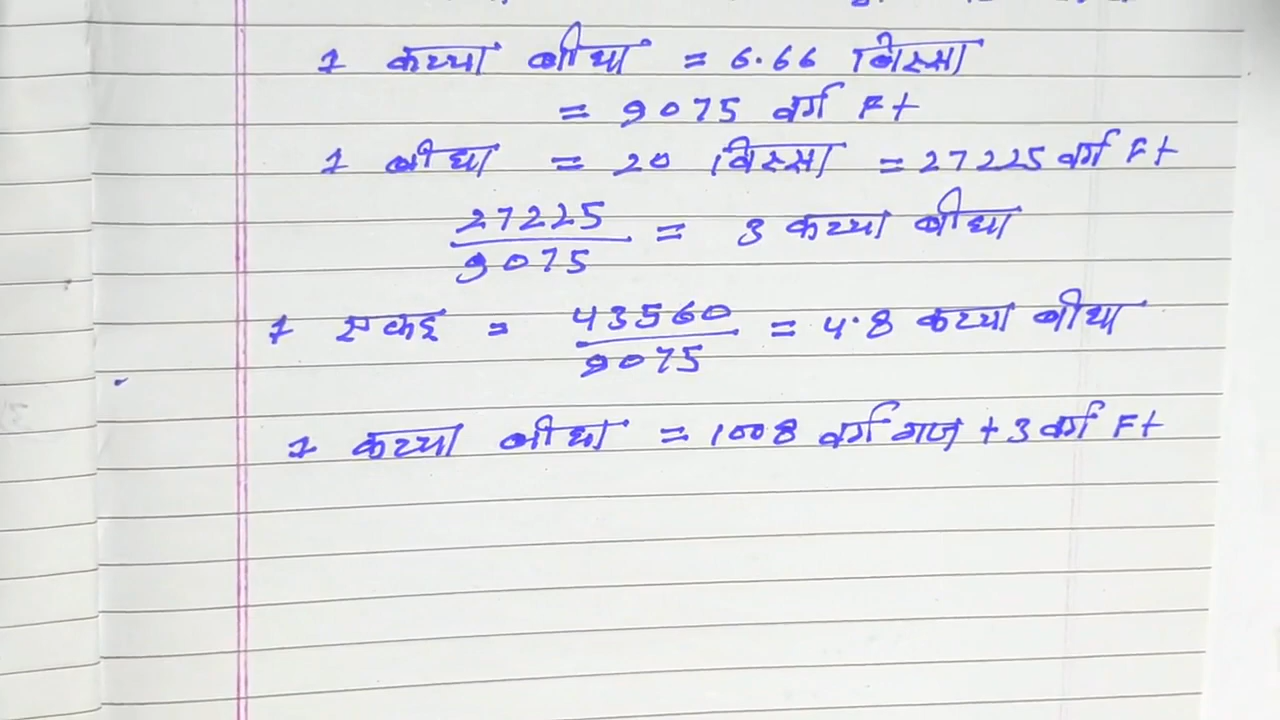 1 कच्चा बीघा = 6.66 बिस्सा
= 9075 वर्ग Ft
1 बीघा = 20 बिस्सा = 27225 वर्ग Ft
27225
= 3 कच्चा बीघा
9075
1 एकड़ = 43560
= 4.8 कच्चा बीघा
9075
1 कच्चा बीघा = 1008 वर्ग गज + 3 वर्ग Ft